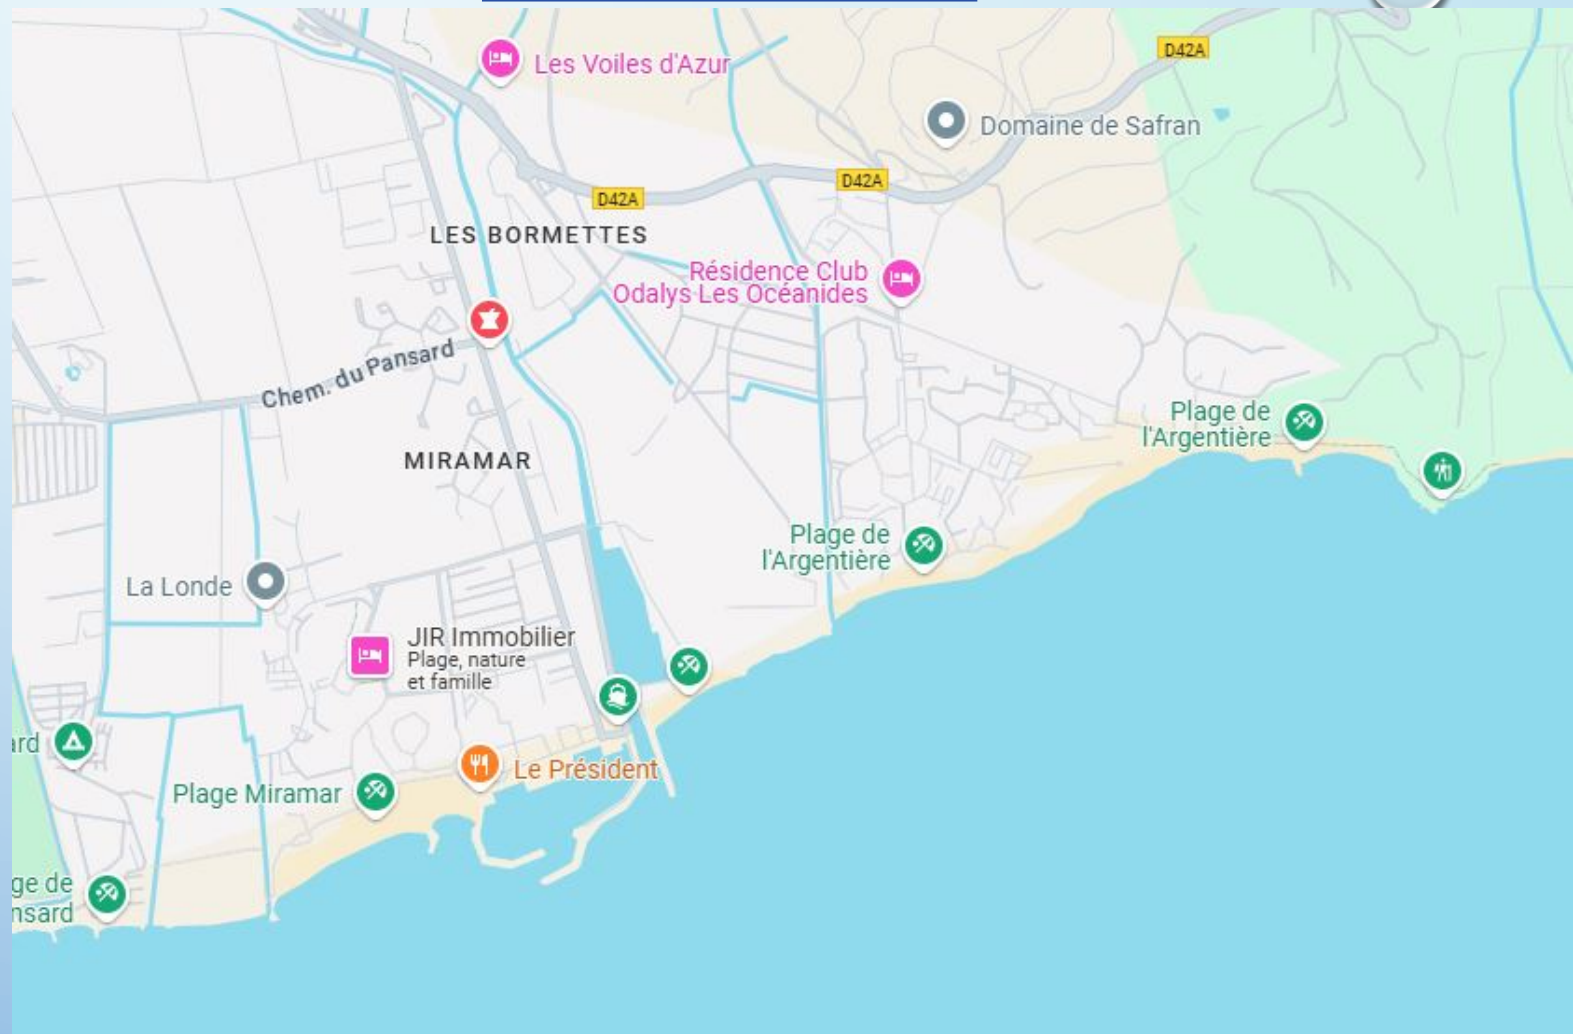 Les Voiles d'Azur
D42A
Domaine de Safran
D42A
D42A
LES BORMETTES
Résidence Club
Odalys Les Océanides
Chem. du Pansard
Plage de
l'Argentière
MIRAMAR
Plage de
l'Argentière
La Londe
JIR Immobilier
Plage, nature
et famille
Le Président
Plage Miramar
ard
ge de
nsard